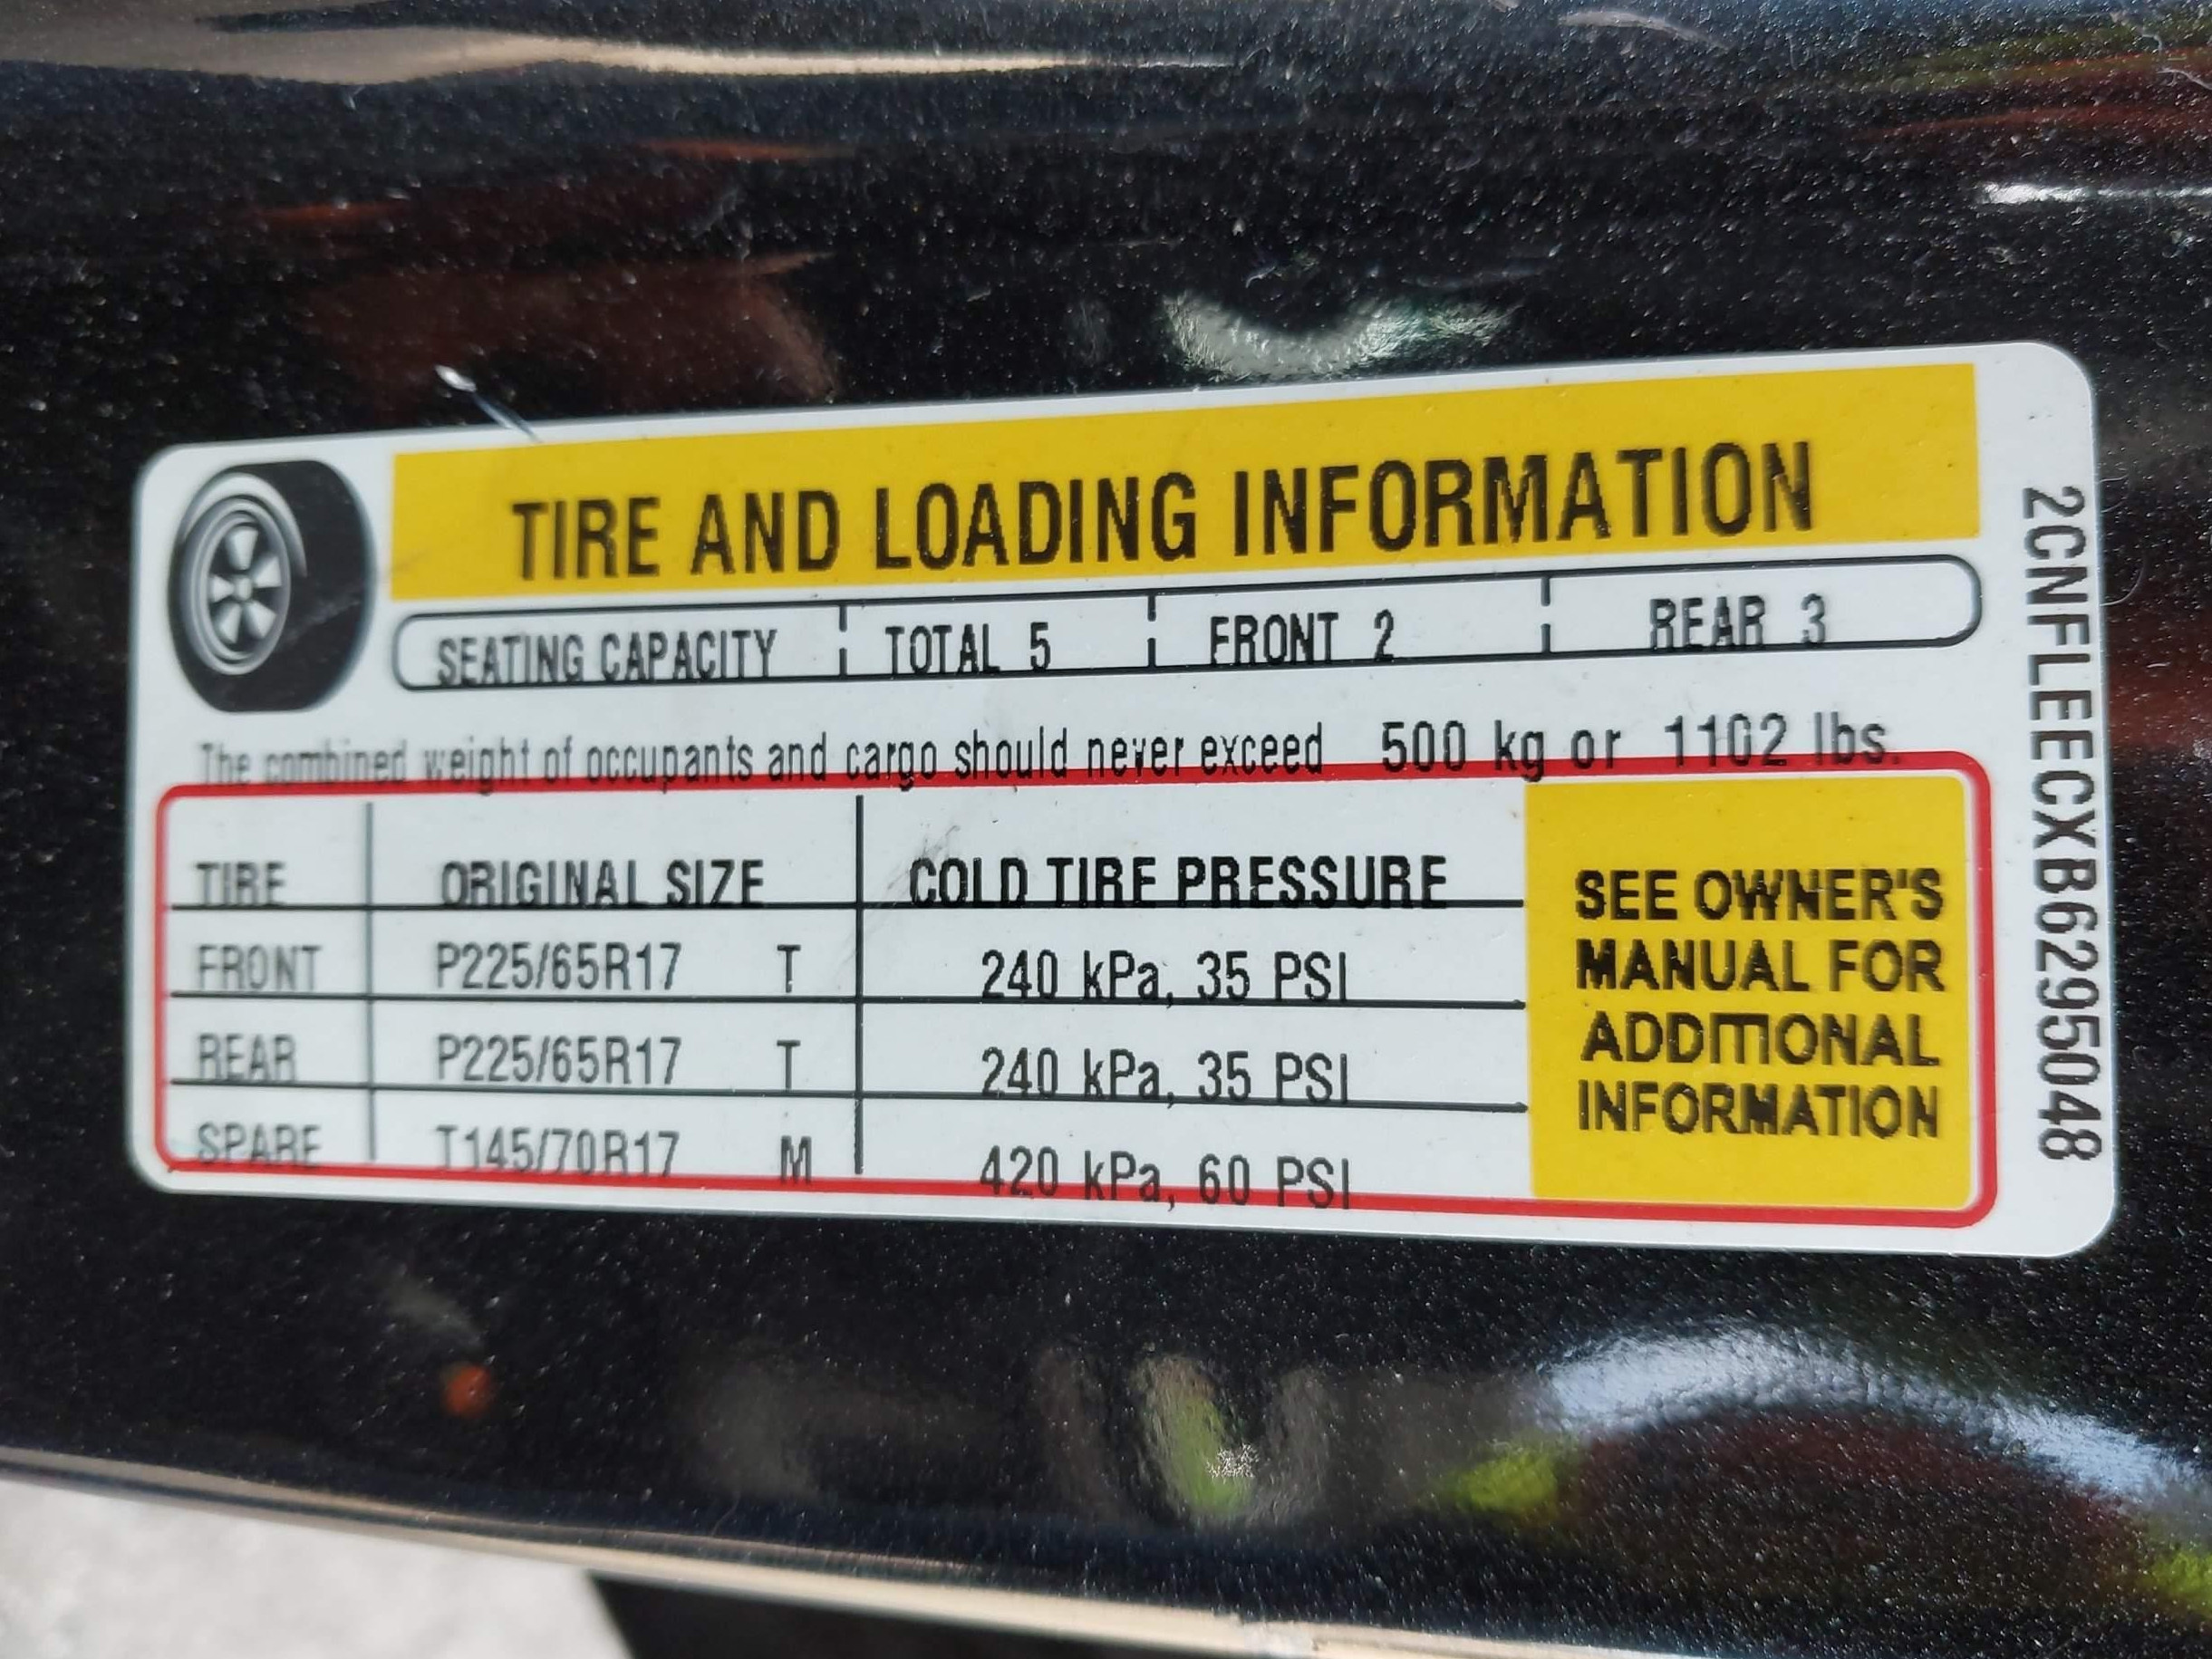 TIRE AND LOADING INFORMATION
SEATING CAPACITY TOTAL 5 FRONT 2 REAR 3
The combined weight of occupants and cargo should never exceed 500 kg or 1102 lbs.
TIRE ORIGINAL SIZE COLD TIRE PRESSURE
FRONT P225/65R17 T 240 kPa, 35 PSI
REAR P225/65R17 T 240 kPa, 35 PSI
SPARE T145/70R17 M 420 kPa, 60 PSI
SEE OWNER'S
MANUAL FOR
ADDITIONAL
INFORMATION
2CNFLEECXB6295048